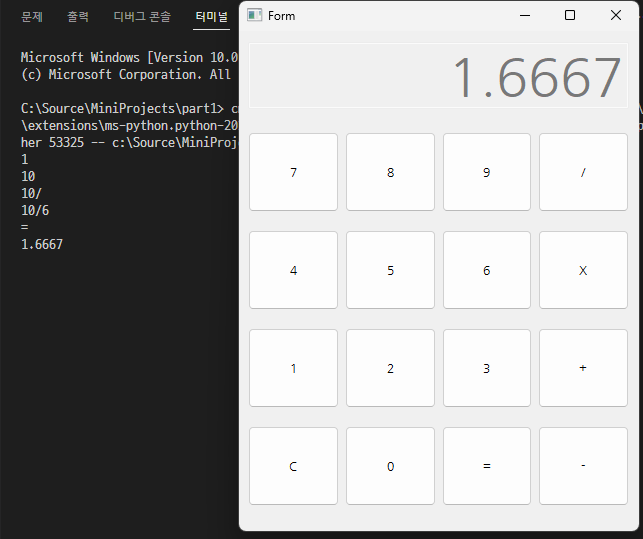 문제 출력 디버그 콘솔 터미널
Microsoft Windows [Version 10.0
(c) Microsoft Corporation. All
C:\Source\MiniProjects\part1>
\extensions\ms-python.python-20
her 53325 -- c:\Source\MiniProj
1
10
10/
10/6
=
1.6667
Form
1.6667
7 8 9 /
4 5 6 X
1 2 3 +
C 0 = -